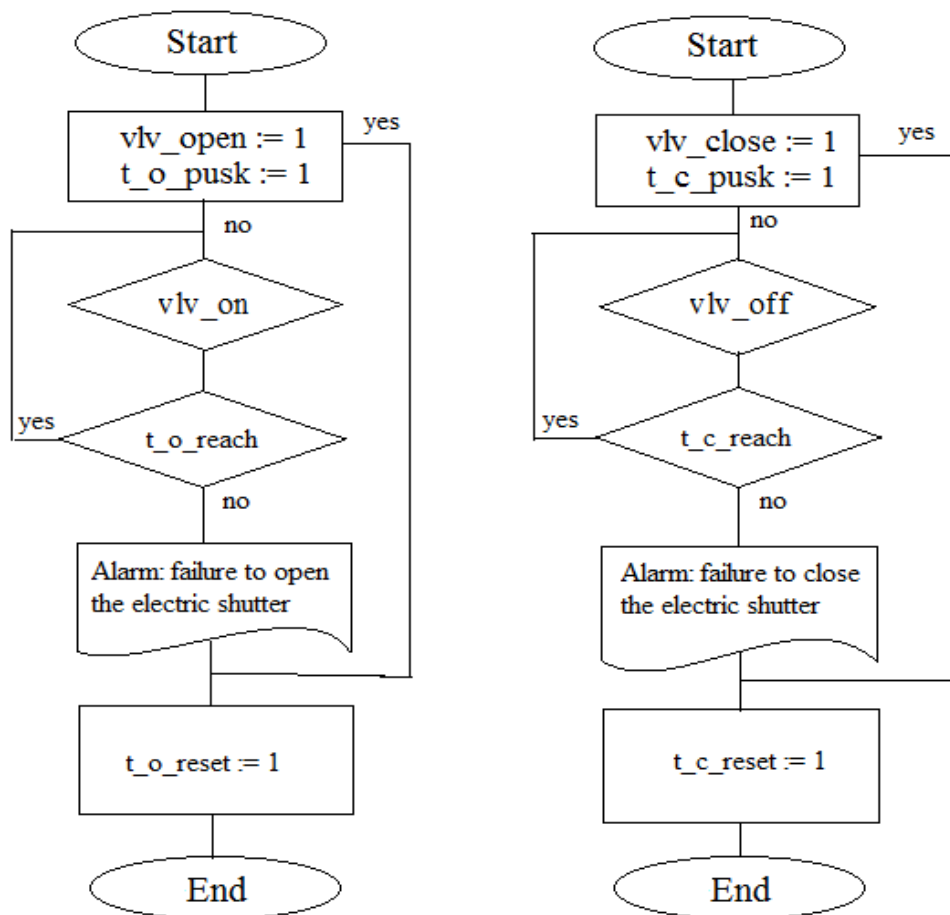 Start
vlv_open := 1
t_o_pusk := 1
yes
no
vlv_on
yes
t_o_reach
no
Alarm: failure to open
the electric shutter
t_o_reset := 1
End
Start
vlv_close := 1
t_c_pusk := 1
yes
no
vlv_off
yes
t_c_reach
no
Alarm: failure to close
the electric shutter
t_c_reset := 1
End